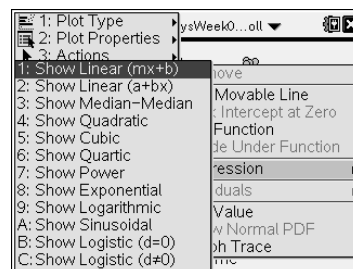 1: Plot Type
ysWeek0...oll
2: Plot Properties
3: Actions
1: Show Linear (mx+b)
2: Show Linear (a+bx)
Movable Line
3: Show Median-Median
Intercept at Zero
4: Show Quadratic
Function
5: Show Cubic
de Under Function
6: Show Quartic
7: Show Power
ression
8: Show Exponential
duals
9: Show Logarithmic
Value
A: Show Sinusoidal
w Normal PDF
B: Show Logistic (d=0)
ph Trace
C: Show Logistic (d≠0)